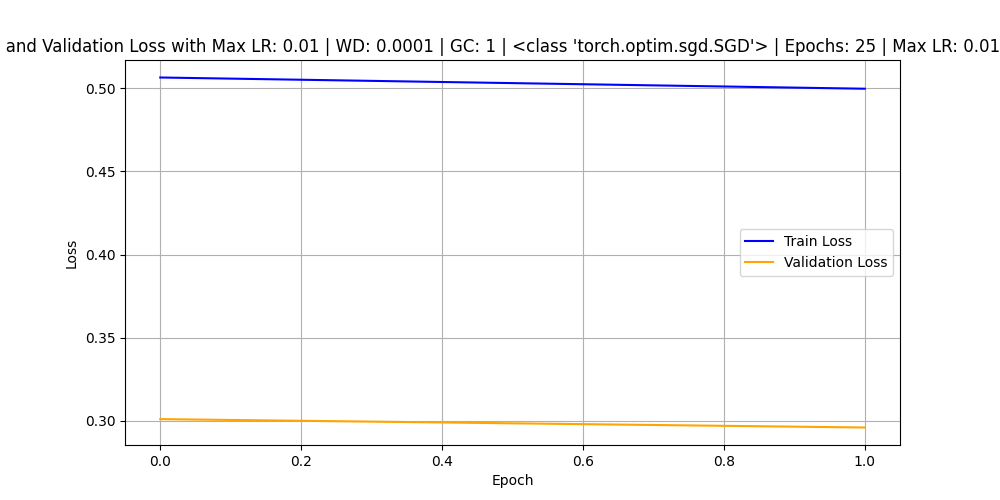 and Validation Loss with Max LR: 0.01 | WD: 0.0001 | GC: 1 | <class 'torch.optim.sgd.SGD'> | Epochs: 25 | Max LR: 0.01
0.50
0.45
0.40
0.35
0.30
Loss
Train Loss
Validation Loss
0.0 0.2 0.4 0.6 0.8 1.0
Epoch